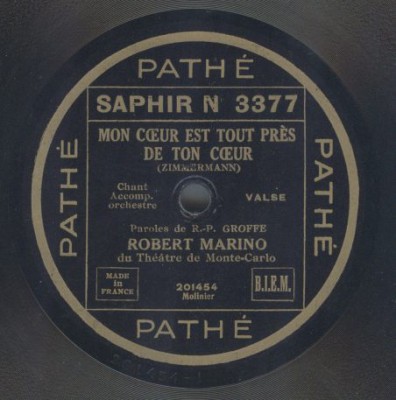 PATHÉ
SAPHIR N 3377
MON CŒUR EST TOUT PRÈS
DE TON CŒUR
(ZIMMERMANN)
Chant
Accomp.
orchestre
VALSE
Paroles de R.-P. GROFFE
ROBERT MARINO
du Théâtre de Monte-Carlo
MADE
IN
FRANCE
201454
Molinier
B.I.E.M.
PATHÉ
PATHÉ
PATHÉ